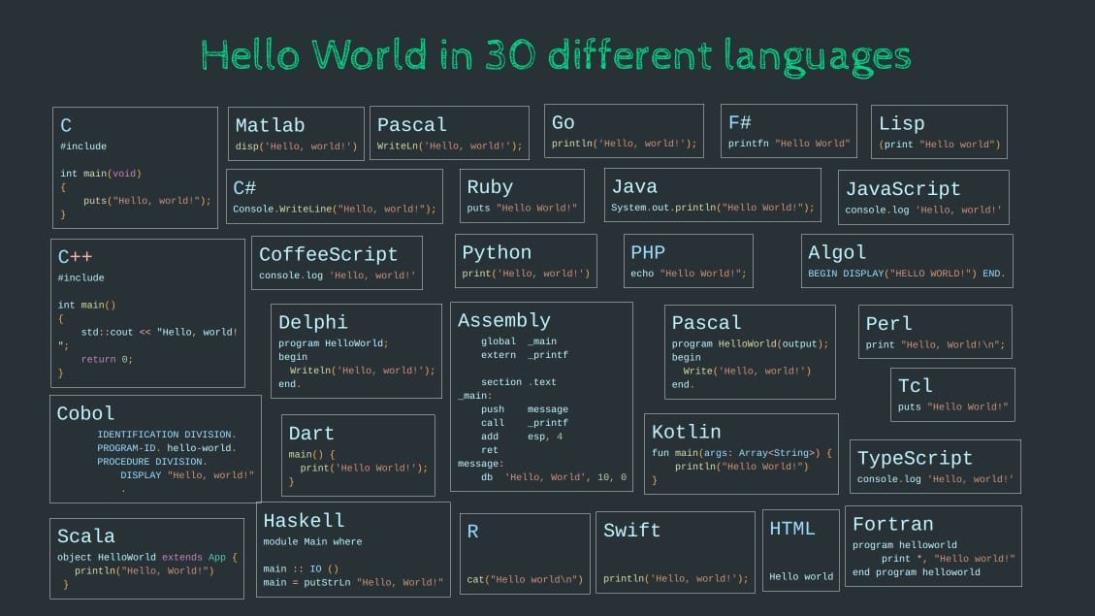 Hello World in 30 different languages
C
#include
int main(void)
{
    puts("Hello, world!");
}
Matlab
disp('Hello, world!')
Pascal
WriteLn('Hello, world!');
Go
println('Hello, world!');
F#
printfn "Hello World"
Lisp
(print "Hello world")
C#
Console.WriteLine("Hello, world!");
Ruby
puts "Hello World!"
Java
System.out.println("Hello World!");
JavaScript
console.log 'Hello, world!'
C++
#include
int main()
{
    std::cout << "Hello, world!
";
    return 0;
}
CoffeeScript
console.log 'Hello, world!'
Python
print('Hello, world!')
PHP
echo "Hello World!";
Algol
BEGIN DISPLAY("HELLO WORLD!") END.
Delphi
program HelloWorld;
begin
  Writeln('Hello, world!');
end.
Assembly
    global  _main
    extern  _printf
    section .text
_main:
    push    message
    call    _printf
    add     esp, 4
    ret
message:
    db  'Hello, World', 10, 0
Pascal
program HelloWorld(output);
begin
  Write('Hello, world!')
end.
Perl
print "Hello, World!\n";
Tcl
puts "Hello World!"
Cobol
IDENTIFICATION DIVISION.
PROGRAM-ID. hello-world.
PROCEDURE DIVISION.
    DISPLAY "Hello, world!"
    .
Dart
main() {
  print('Hello World!');
}
Kotlin
fun main(args: Array<String>) {
    println("Hello World!")
}
TypeScript
console.log 'Hello, world!'
Scala
object HelloWorld extends App {
   println("Hello, World!")
 }
Haskell
module Main where
main :: IO ()
main = putStrLn "Hello, World!"
R
cat("Hello world\n")
Swift
println('Hello, world!');
HTML
Hello world
Fortran
program helloworld
     print *, "Hello world!"
end program helloworld